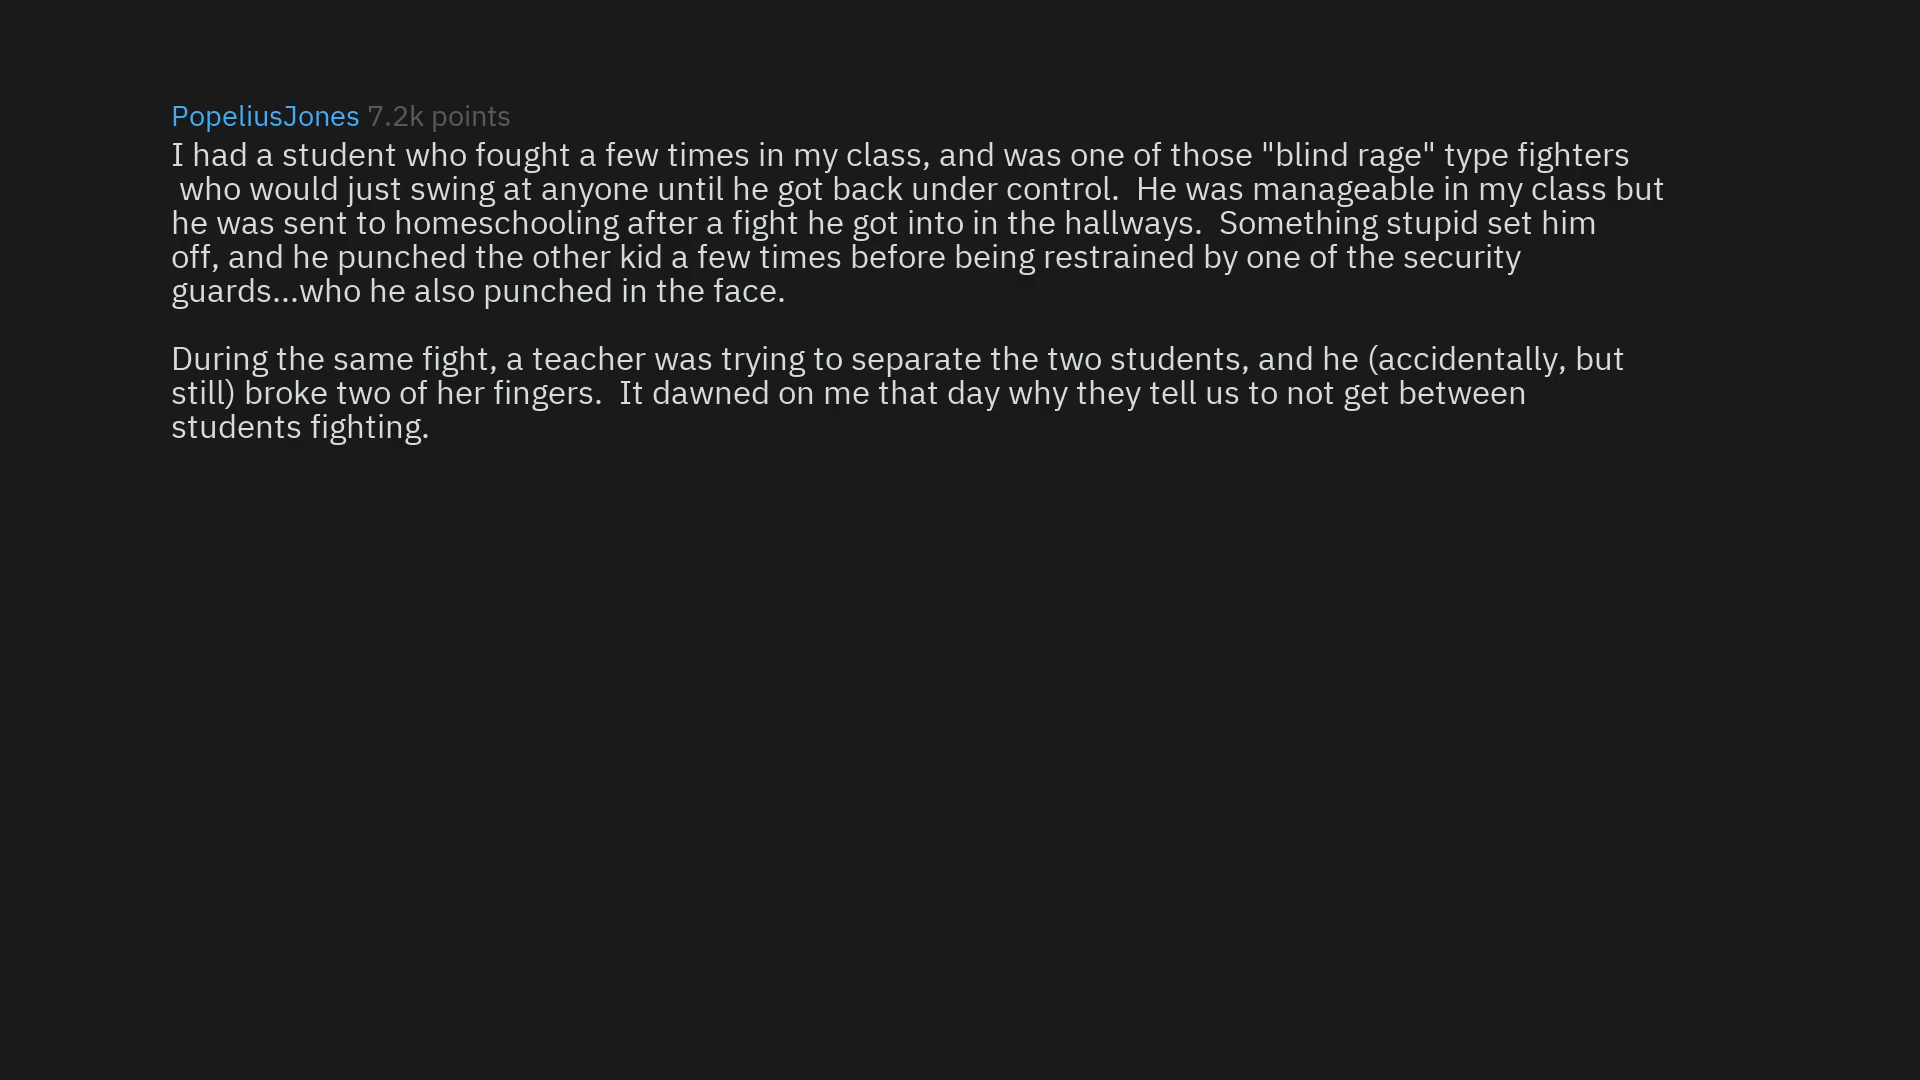 PopeliusJones 7.2k points
I had a student who fought a few times in my class, and was one of those "blind rage" type fighters
who would just swing at anyone until he got back under control.  He was manageable in my class but
he was sent to homeschooling after a fight he got into in the hallways.  Something stupid set him
off, and he punched the other kid a few times before being restrained by one of the security
guards...who he also punched in the face.

During the same fight, a teacher was trying to separate the two students, and he (accidentally, but
still) broke two of her fingers.  It dawned on me that day why they tell us to not get between
students fighting.